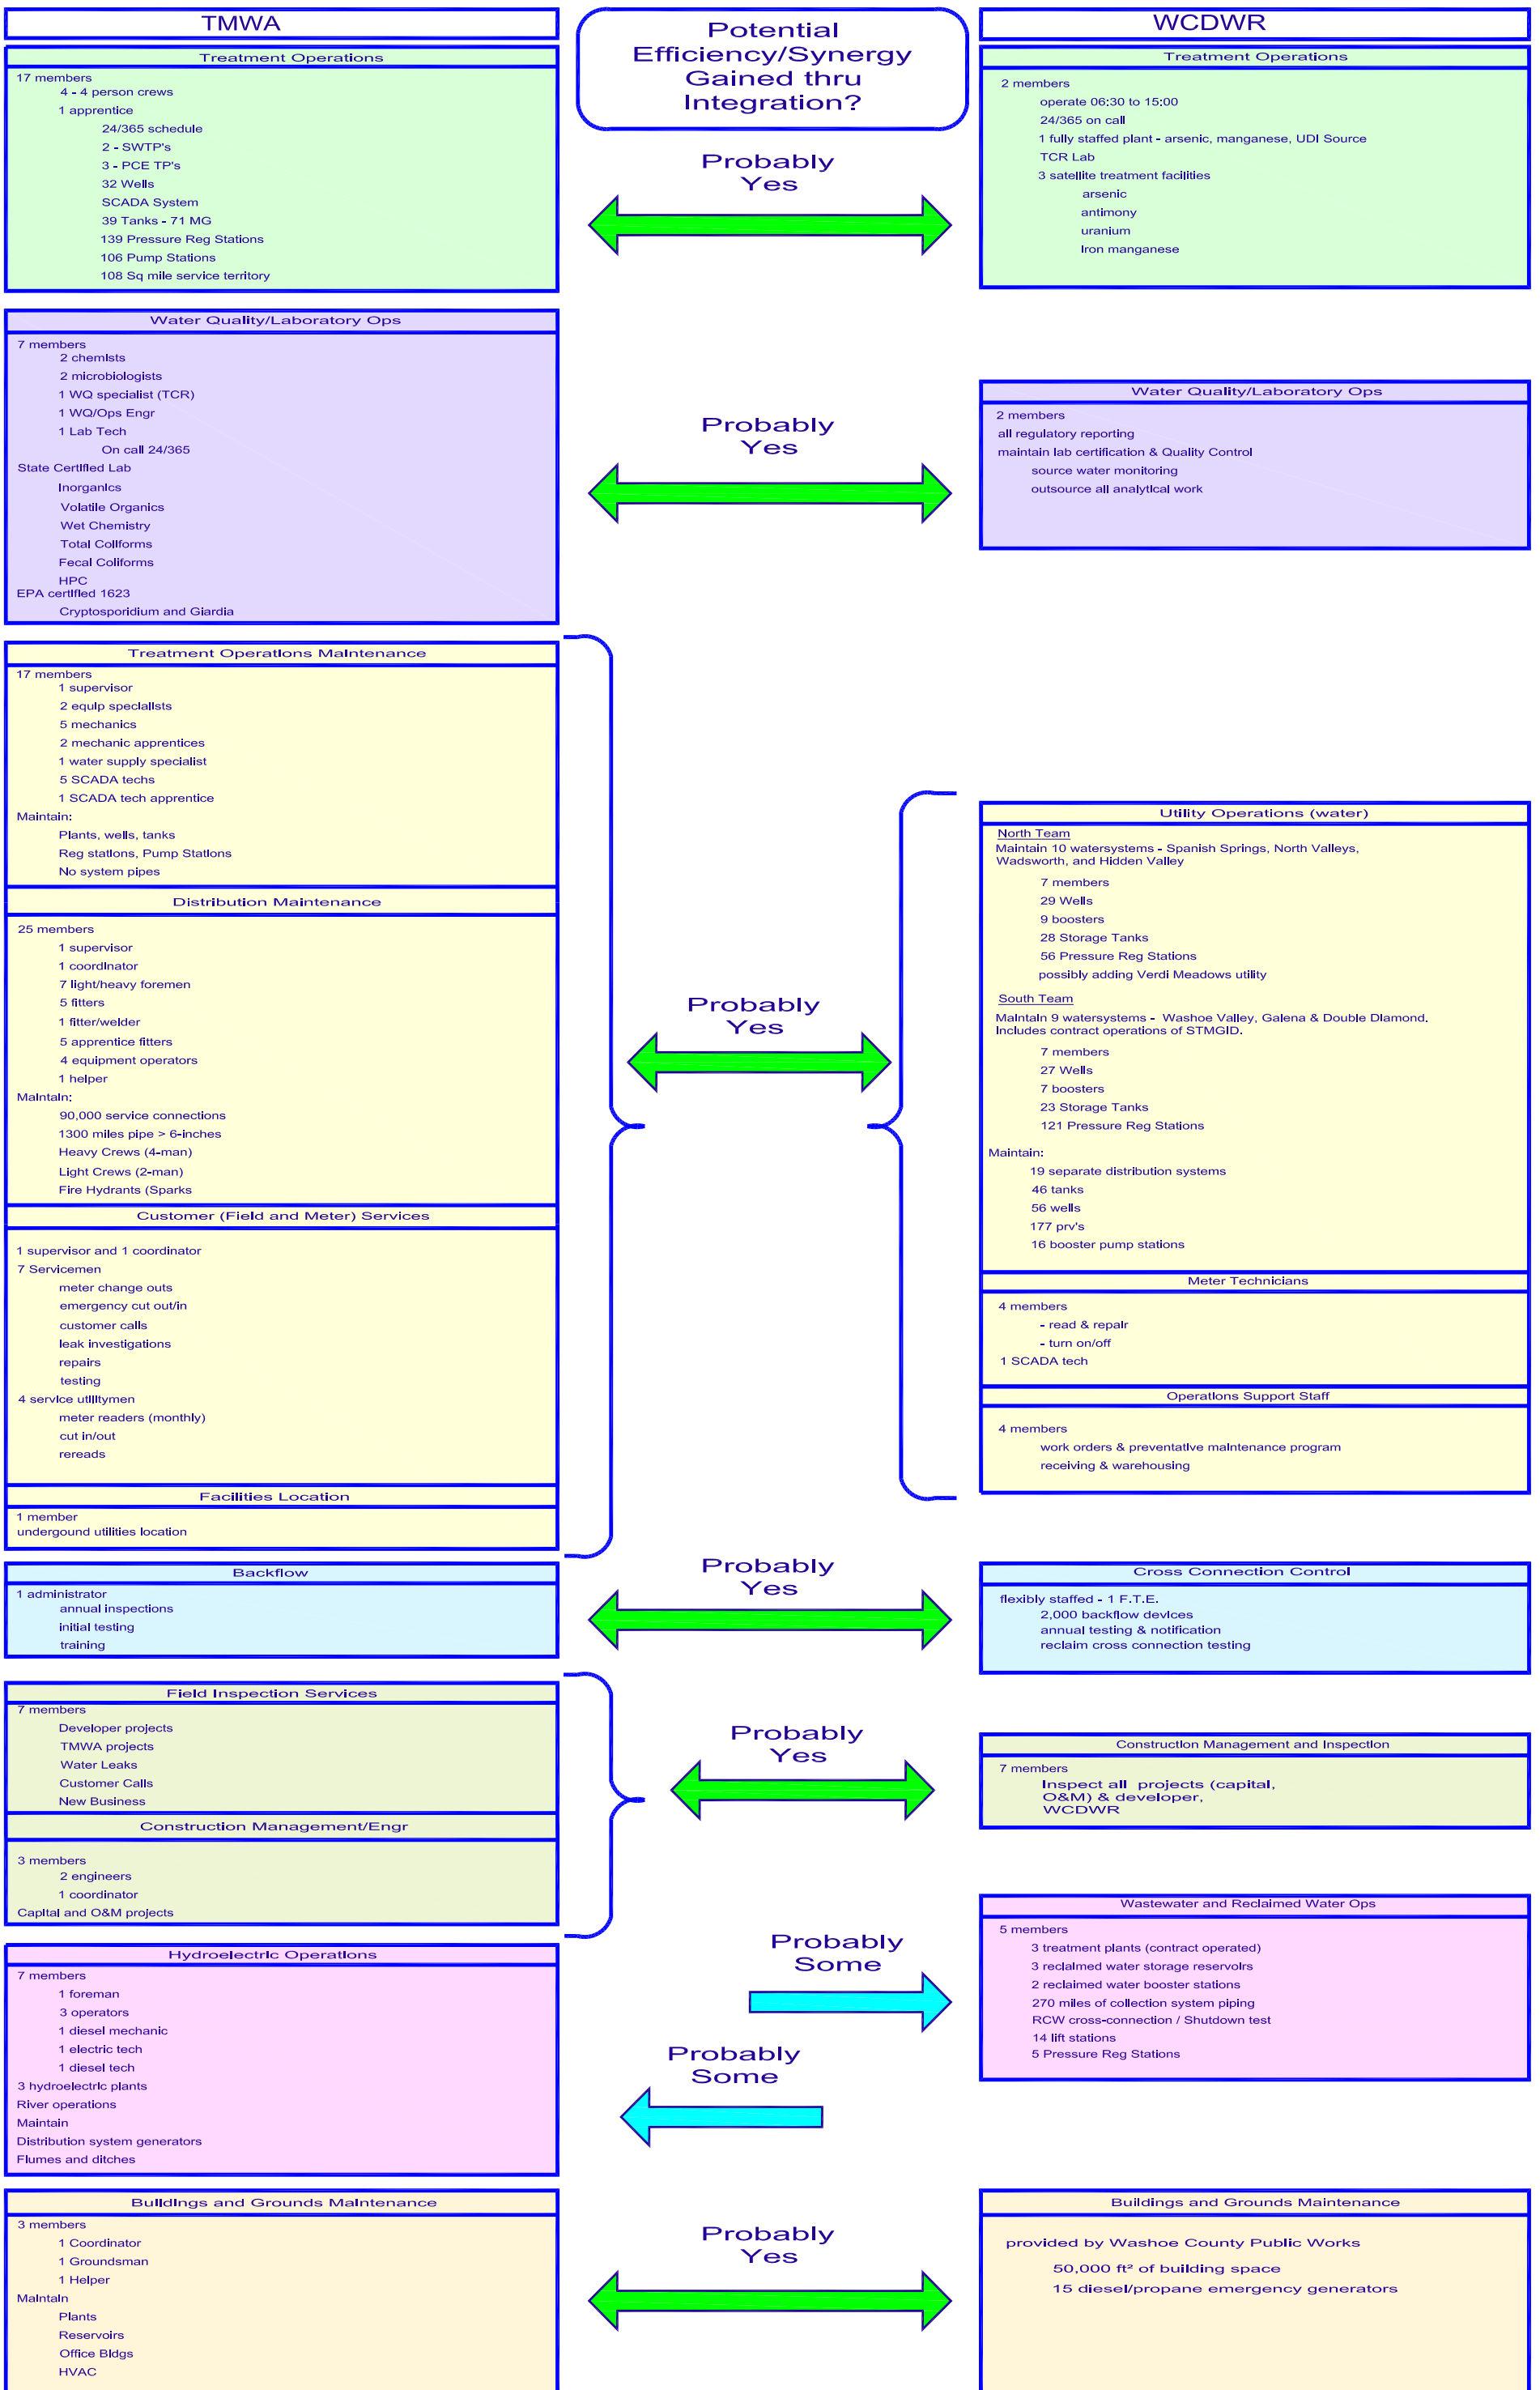 TMWA
Treatment Operations
17 members
4 - 4 person crews
1 apprentice
24/365 schedule
2 - SWTP's
3 - PCE TP's
32 Wells
SCADA System
39 Tanks - 71 MG
139 Pressure Reg Stations
106 Pump Stations
108 Sq mile service territory
Potential
Efficiency/Synergy
Gained thru
Integration?
Probably
Yes
WCDWR
Treatment Operations
2 members
operate 06:30 to 15:00
24/365 on call
1 fully staffed plant - arsenic, manganese, UDI Source
TCR Lab
3 satellite treatment facilities
arsenic
antimony
uranium
Iron manganese
Water Quality/Laboratory Ops
7 members
2 chemists
2 microbiologists
1 WQ specialist (TCR)
1 WQ/Ops Engr
1 Lab Tech
On call 24/365
State Certified Lab
Inorganics
Volatile Organics
Wet Chemistry
Total Coliforms
Fecal Coliforms
HPC
EPA certified 1623
Cryptosporidium and Giardia
Probably
Yes
Water Quality/Laboratory Ops
2 members
all regulatory reporting
maintain lab certification & Quality Control
source water monitoring
outsource all analytical work
Treatment Operations Maintenance
17 members
1 supervisor
2 equip specialists
5 mechanics
2 mechanic apprentices
1 water supply specialist
5 SCADA techs
1 SCADA tech apprentice
Maintain:
Plants, wells, tanks
Reg stations, Pump Stations
No system pipes
Distribution Maintenance
25 members
1 supervisor
1 coordinator
7 light/heavy foremen
5 fitters
1 fitter/welder
5 apprentice fitters
4 equipment operators
1 helper
Maintain:
90,000 service connections
1300 miles pipe > 6-inches
Heavy Crews (4-man)
Light Crews (2-man)
Fire Hydrants (Sparks
Customer (Field and Meter) Services
1 supervisor and 1 coordinator
7 Servicemen
meter change outs
emergency cut out/in
customer calls
leak investigations
repairs
testing
4 service utilitymen
meter readers (monthly)
cut in/out
rereads
Facilities Location
1 member
undergound utilities location
Probably
Yes
Utility Operations (water)
North Team
Maintain 10 watersystems - Spanish Springs, North Valleys,
Wadsworth, and Hidden Valley
7 members
29 Wells
9 boosters
28 Storage Tanks
56 Pressure Reg Stations
possibly adding Verdi Meadows utility
South Team
Maintain 9 watersystems - Washoe Valley, Galena & Double Diamond.
Includes contract operations of STMGID.
7 members
27 Wells
7 boosters
23 Storage Tanks
121 Pressure Reg Stations
Maintain:
19 separate distribution systems
46 tanks
56 wells
177 prv's
16 booster pump stations
Meter Technicians
4 members
- read & repair
- turn on/off
1 SCADA tech
Operations Support Staff
4 members
work orders & preventative maintenance program
receiving & warehousing
Backflow
1 administrator
annual inspections
initial testing
training
Probably
Yes
Cross Connection Control
flexibly staffed - 1 F.T.E.
2,000 backflow devices
annual testing & notification
reclaim cross connection testing
Field Inspection Services
7 members
Developer projects
TMWA projects
Water Leaks
Customer Calls
New Business
Construction Management/Engr
3 members
2 engineers
1 coordinator
Capital and O&M projects
Probably
Yes
Construction Management and Inspection
7 members
Inspect all projects (capital,
O&M) & developer,
WCDWR
Hydroelectric Operations
7 members
1 foreman
3 operators
1 diesel mechanic
1 electric tech
1 diesel tech
3 hydroelectric plants
River operations
Maintain
Distribution system generators
Flumes and ditches
Probably
Some
Probably
Some
Wastewater and Reclaimed Water Ops
5 members
3 treatment plants (contract operated)
3 reclaimed water storage reservoirs
2 reclaimed water booster stations
270 miles of collection system piping
RCW cross-connection / Shutdown test
14 lift stations
5 Pressure Reg Stations
Buildings and Grounds Maintenance
3 members
1 Coordinator
1 Groundsman
1 Helper
Maintain
Plants
Reservoirs
Office Bldgs
HVAC
Probably
Yes
Buildings and Grounds Maintenance
provided by Washoe County Public Works
50,000 ft² of building space
15 diesel/propane emergency generators